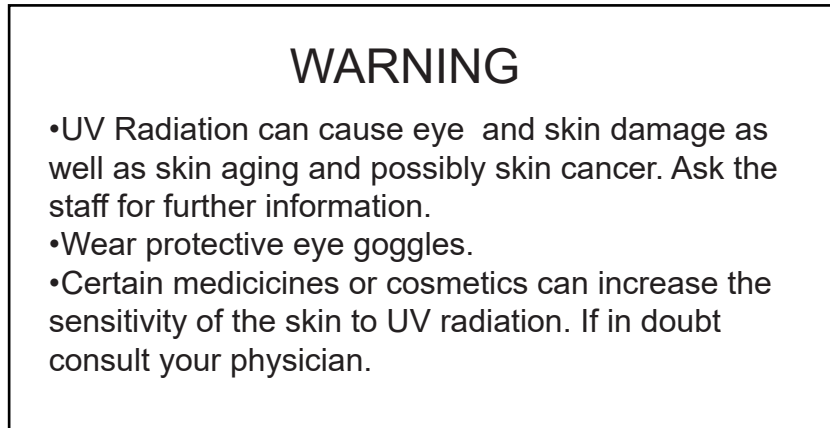 WARNING
•UV Radiation can cause eye  and skin damage as
well as skin aging and possibly skin cancer. Ask the
staff for further information.
•Wear protective eye goggles.
•Certain medicicines or cosmetics can increase the
sensitivity of the skin to UV radiation. If in doubt
consult your physician.